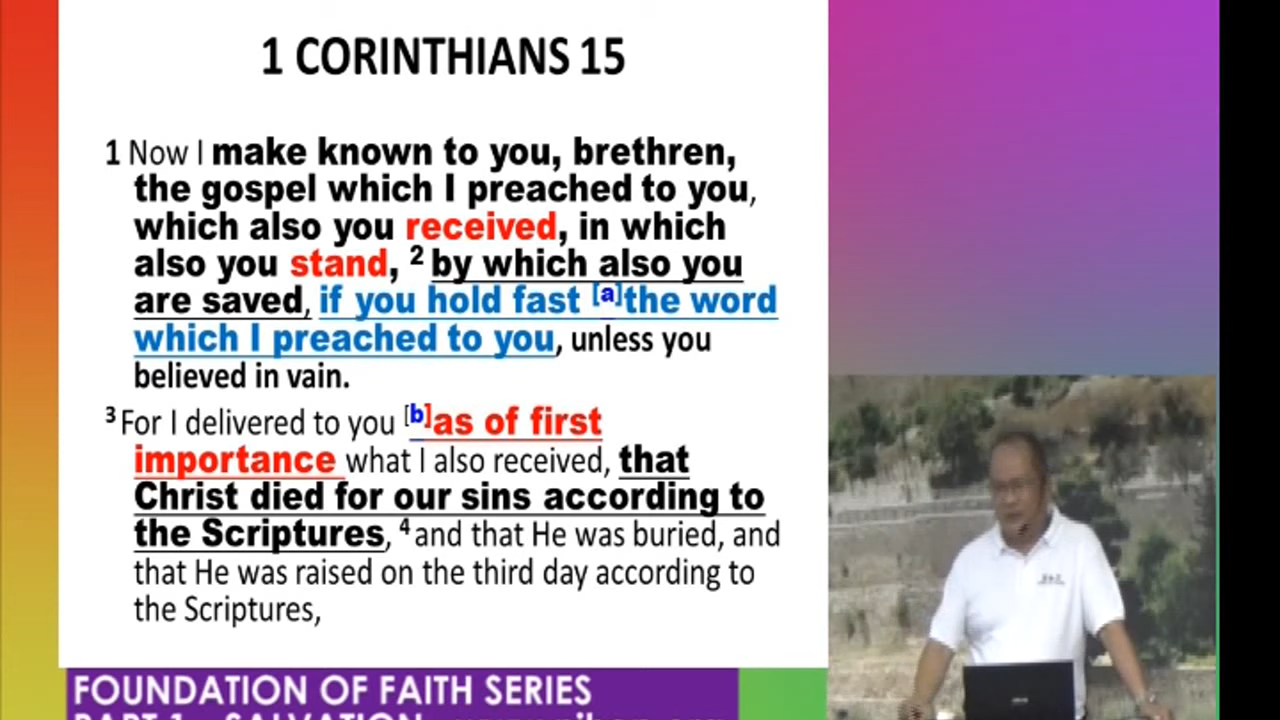 1 CORINTHIANS 15
1 Now I make known to you, brethren,
the gospel which I preached to you,
which also you received, in which
also you stand, 2 by which also you
are saved, if you hold fast [a]the word
which I preached to you, unless you
believed in vain.
3 For I delivered to you [b]as of first
importance what I also received, that
Christ died for our sins according to
the Scriptures, 4 and that He was buried, and
that He was raised on the third day according to
the Scriptures,
FOUNDATION OF FAITH SERIES
PART 1 - SALVATION